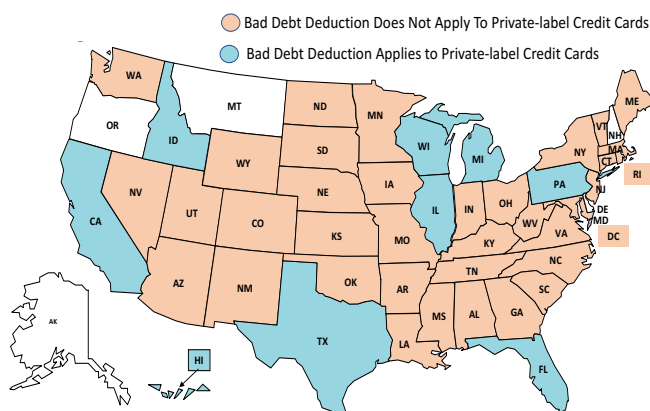 Bad Debt Deduction Does Not Apply To Private-label Credit Cards
Bad Debt Deduction Applies to Private-label Credit Cards
WA
MT
ND
MN
ME
OR
ID
WY
SD
WI
MI
NY
VT
NH
MA
CT
RI
NV
UT
CO
NE
IA
IL
IN
OH
PA
NJ
DE
MD
DC
CA
KS
MO
KY
WV
VA
AZ
NM
OK
AR
TN
NC
SC
TX
LA
MS
AL
GA
FL
AK
HI